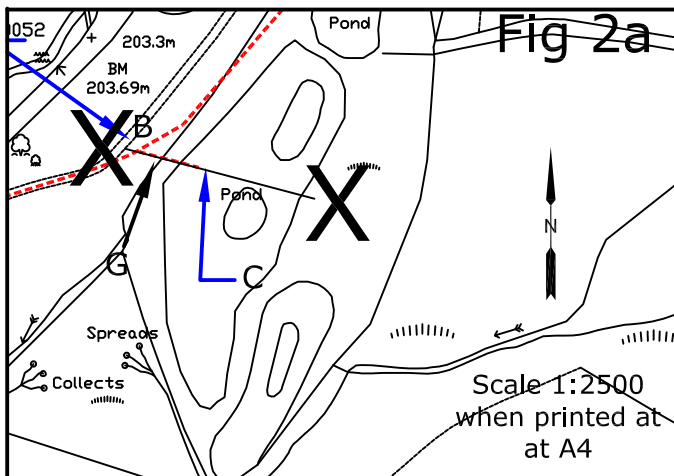 0052
203.3m
Pond
Fig 2a
BM
203.69m
X
B
Pond
X
N
G
C
Spreads
Collects
Scale 1:2500
when printed at
at A4